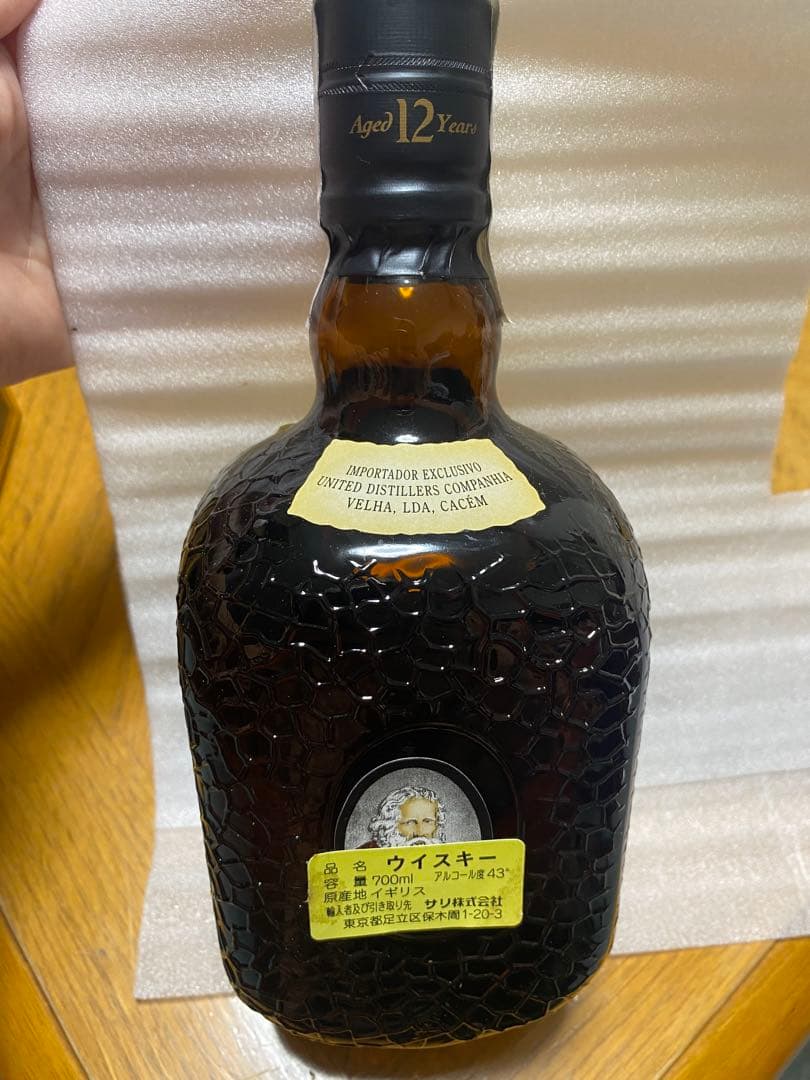 Aged 12 Years
IMPORTADOR EXCLUSIVO
UNITED DISTILLERS COMPANHIA
VELHA, LDA, CACÉM
品名 ウイスキー
容量 700ml アルコール度 43°
原産地 イギリス
輸入者及び引き取り先 サリ株式会社
東京都足立区保木間1-20-3